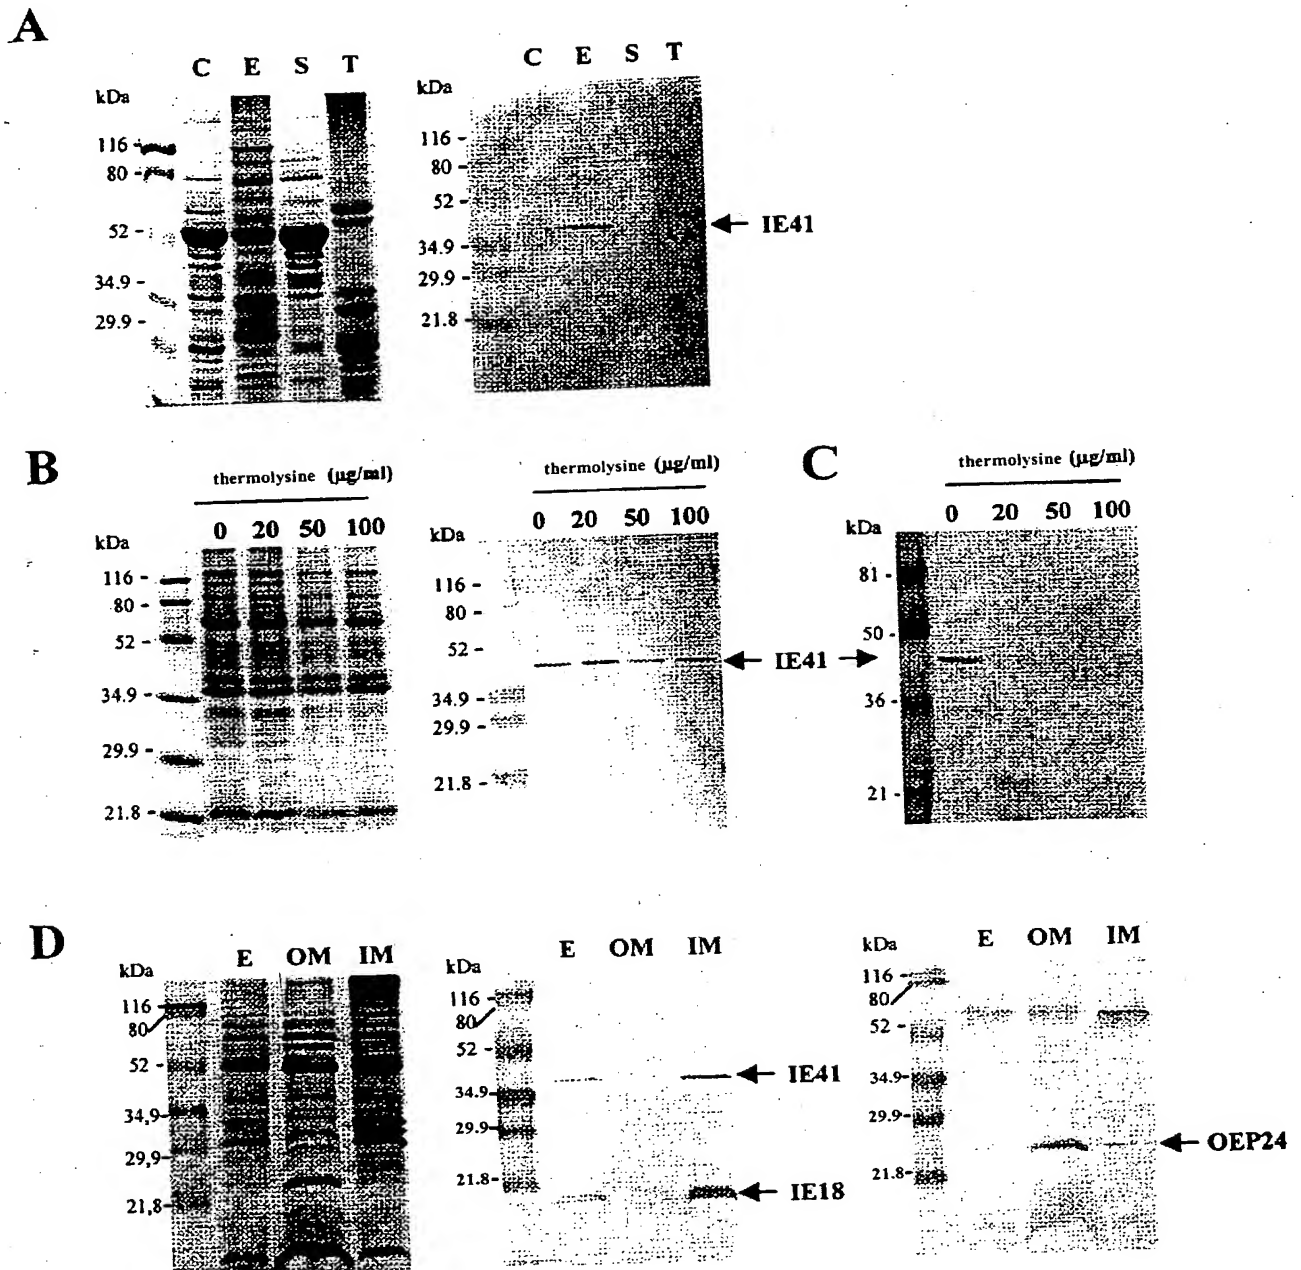 A
C E S T
kDa
116 -
80 -
52 -
34.9 -
29.9 -
C E S T
kDa
116 -
80 -
52 -
34.9 -
29.9 -
21.8 -
IE41
B
thermolysine (µg/ml)
0 20 50 100
kDa
116 -
80 -
52 -
34.9 -
29.9 -
21.8 -
thermolysine (µg/ml)
0 20 50 100
kDa
116 -
80 -
52 -
34.9 -
29.9 -
21.8 -
IE41
C
thermolysine (µg/ml)
0 20 50 100
kDa
81 -
50 -
36 -
21 -
D
E OM IM
kDa
116
80
52 -
34,9
29,9-
21,8-
E OM IM
kDa
116 -
80
52 -
34.9-
29.9-
21.8-
IE41
IE18
E OM IM
kDa
116 -
80
52 -
34.9-
29.9-
21.8-
OEP24